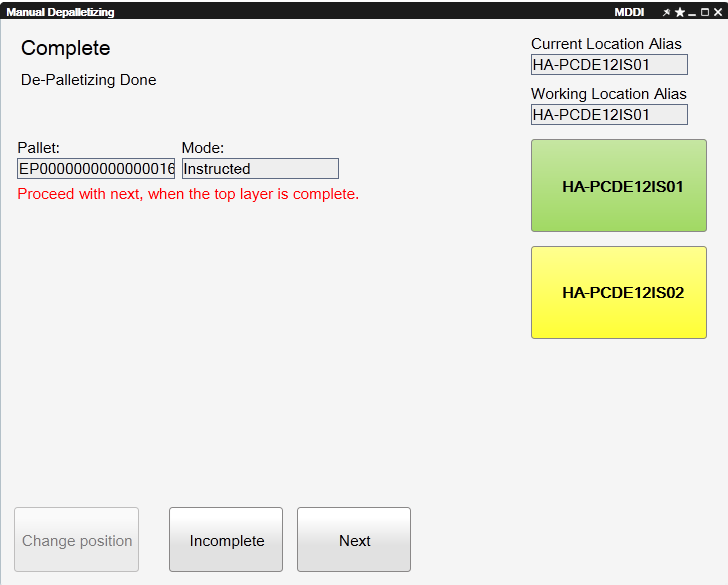 Manual Depalletizing MDDI
Complete
De-Palletizing Done
Current Location Alias
HA-PCDE12IS01
Working Location Alias
HA-PCDE12IS01
Pallet: Mode:
EP0000000000000016 Instructed
Proceed with next, when the top layer is complete.
HA-PCDE12IS01
HA-PCDE12IS02
Change position Incomplete Next